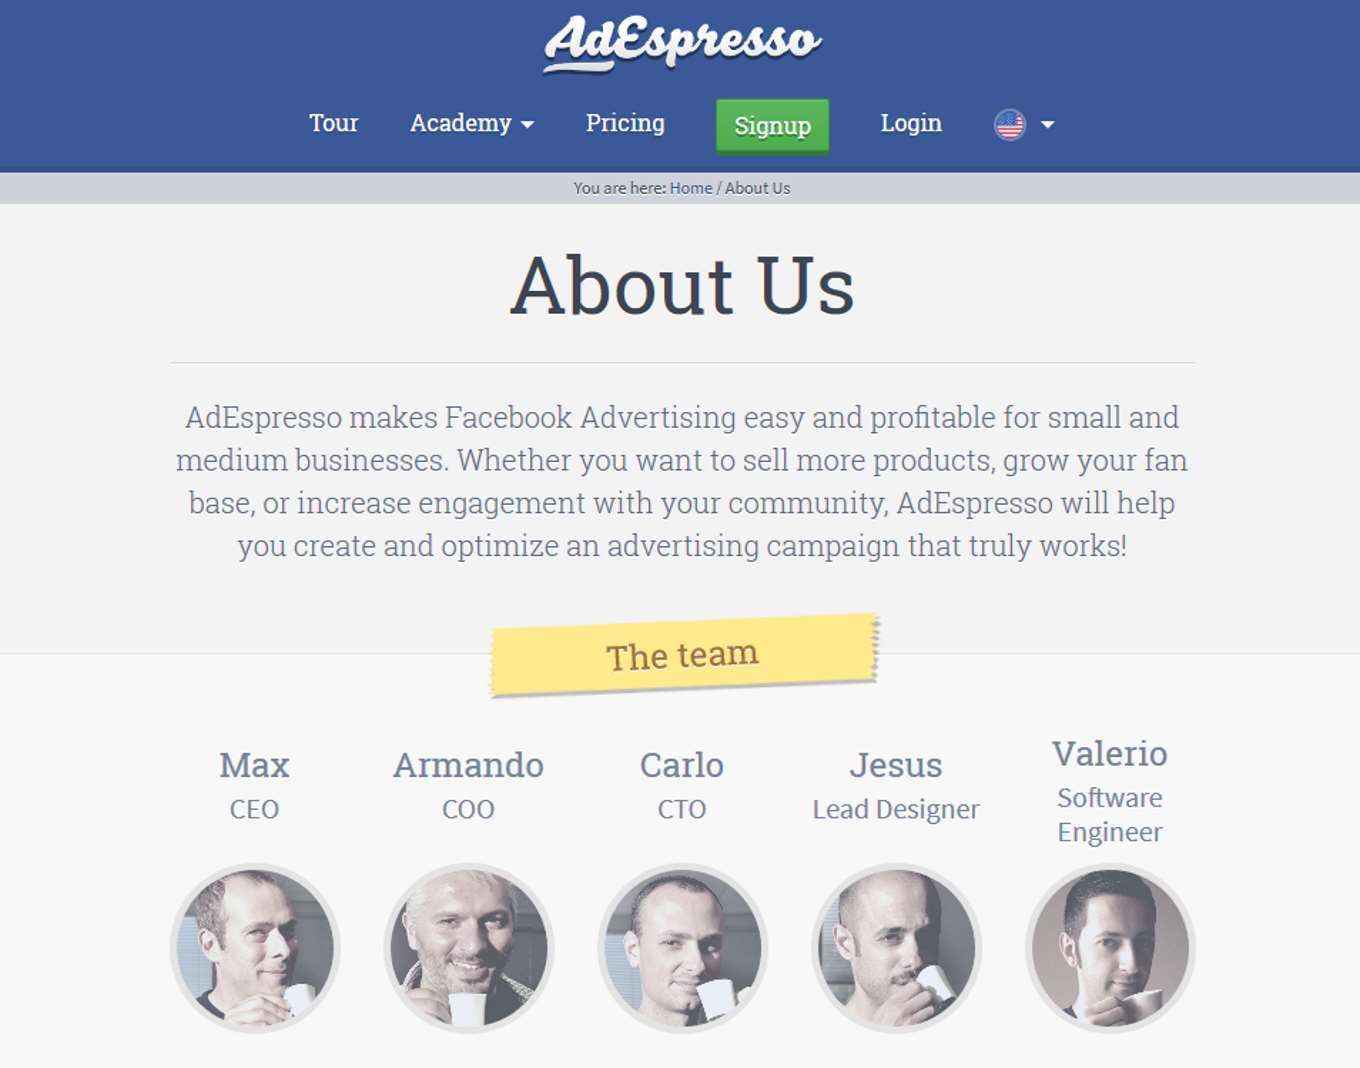 AdEspresso
Tour Academy Pricing Signup Login
You are here: Home / About Us
About Us
AdEspresso makes Facebook Advertising easy and profitable for small and
medium businesses. Whether you want to sell more products, grow your fan
base, or increase engagement with your community, AdEspresso will help
you create and optimize an advertising campaign that truly works!
The team
Max
CEO
Armando
COO
Carlo
CTO
Jesus
Lead Designer
Valerio
Software
Engineer